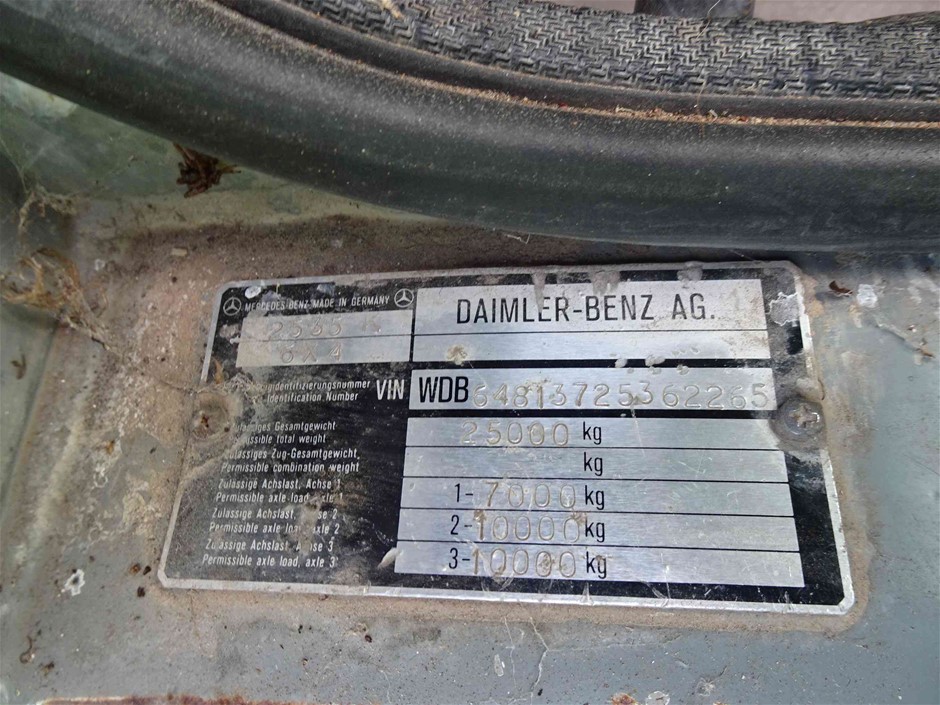 MERCEDES-BENZ MADE IN GERMANY
DAIMLER-BENZ AG.
6 X 4
VIN WDB 64813725362265
Identification Number
Zulässiges Gesamtgewicht
Permissible total weight
25000 kg
Zulässiges Zug-Gesamtgewicht,
Permissible combination weight
kg
Zulässige Achslast, Achse 1
Permissible axle load, axle 1
1- 7000 kg
Zulässige Achslast, Achse 2
Permissible axle load, axle 2
2- 10000 kg
Zulässige Achslast, Achse 3
Permissible axle load, axle 3
3- 10000 kg